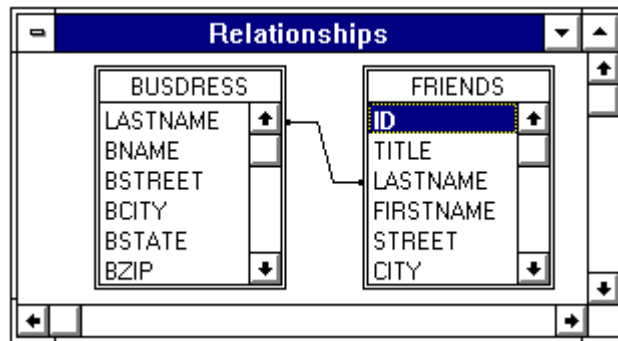 Relationships
BUSDRESS
LASTNAME
BNAME
BSTREET
BCITY
BSTATE
BZIP
FRIENDS
ID
TITLE
LASTNAME
FIRSTNAME
STREET
CITY